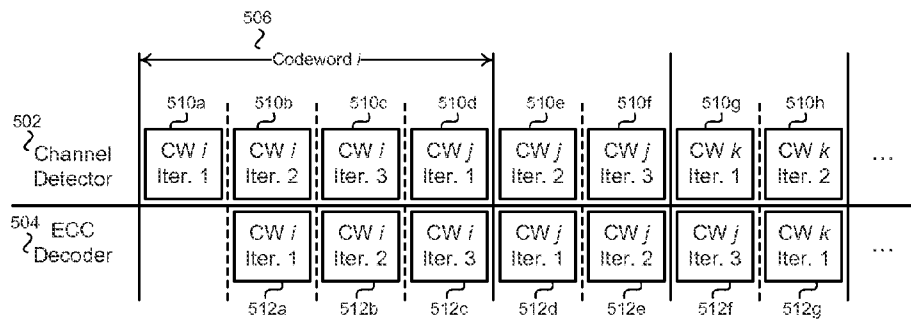 506
Codeword i
510a 510b 510c 510d 510e 510f 510g 510h
502
Channel Detector
CW i Iter. 1
CW i Iter. 2
CW i Iter. 3
CW j Iter. 1
CW j Iter. 2
CW j Iter. 3
CW k Iter. 1
CW k Iter. 2
...
504
ECC Decoder
CW i Iter. 1
CW i Iter. 2
CW i Iter. 3
CW j Iter. 1
CW j Iter. 2
CW j Iter. 3
CW k Iter. 1
...
512a 512b 512c 512d 512e 512f 512g